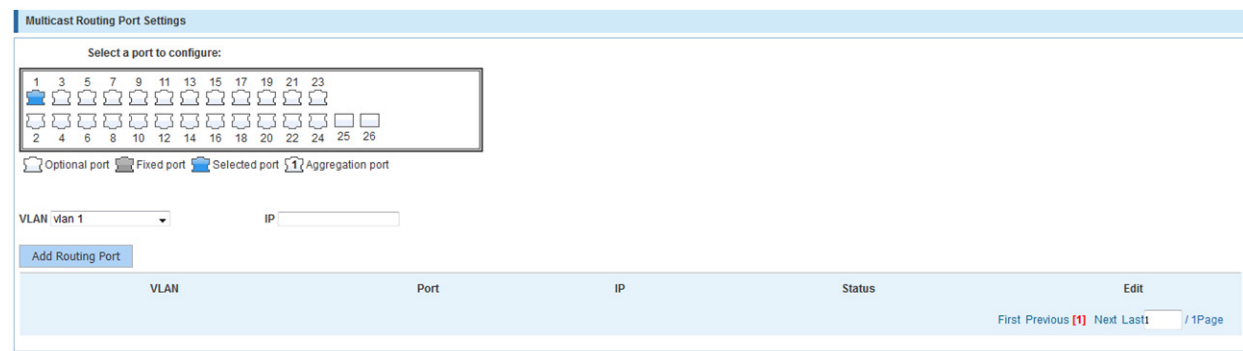 Multicast Routing Port Settings
Select a port to configure:
1 3 5 7 9 11 13 15 17 19 21 23
2 4 6 8 10 12 14 16 18 20 22 24 25 26
Optional port Fixed port Selected port 1 Aggregation port
VLAN vlan 1 IP
Add Routing Port
VLAN Port IP Status Edit
First Previous [1] Next Last 1 / 1Page